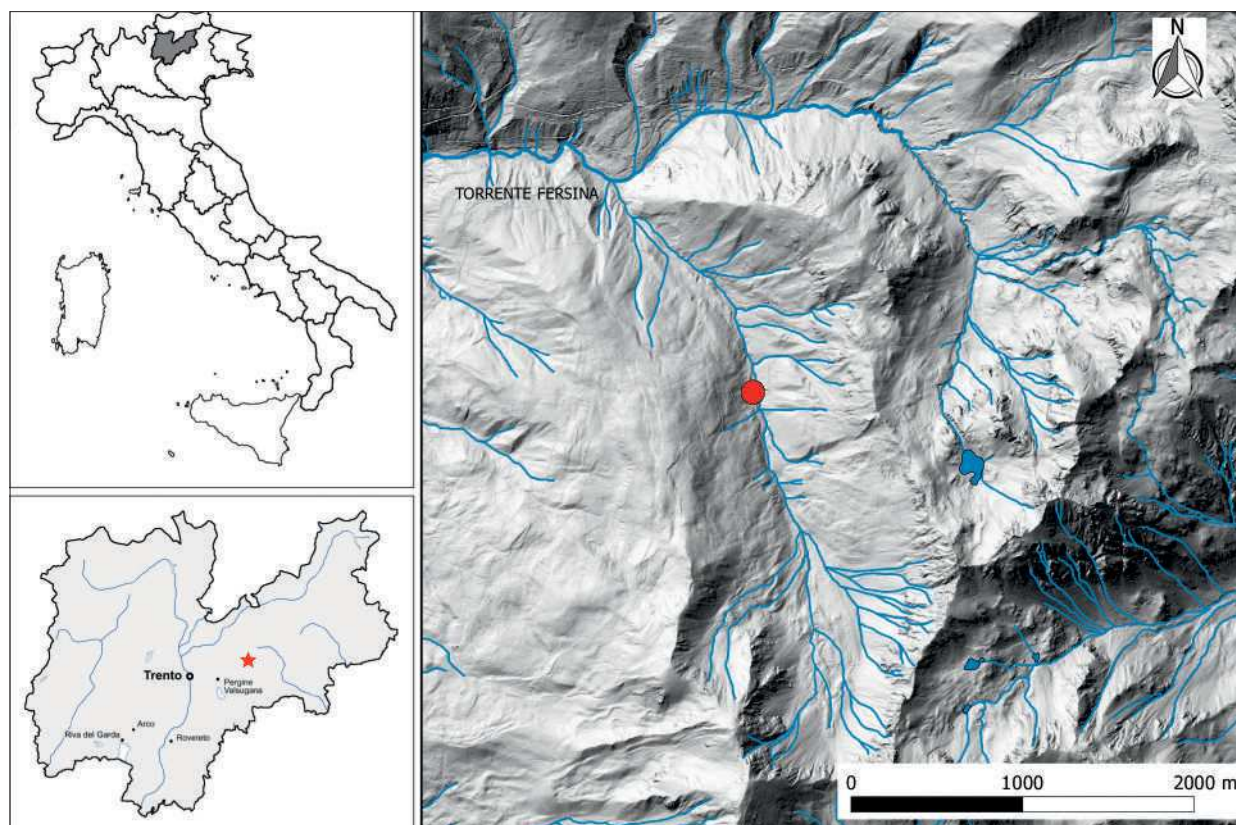 N
TORRENTE FERSINA
Trento
Pergine
Valsugana
Arco
Riva del Garda
Rovereto
0 1000 2000 m